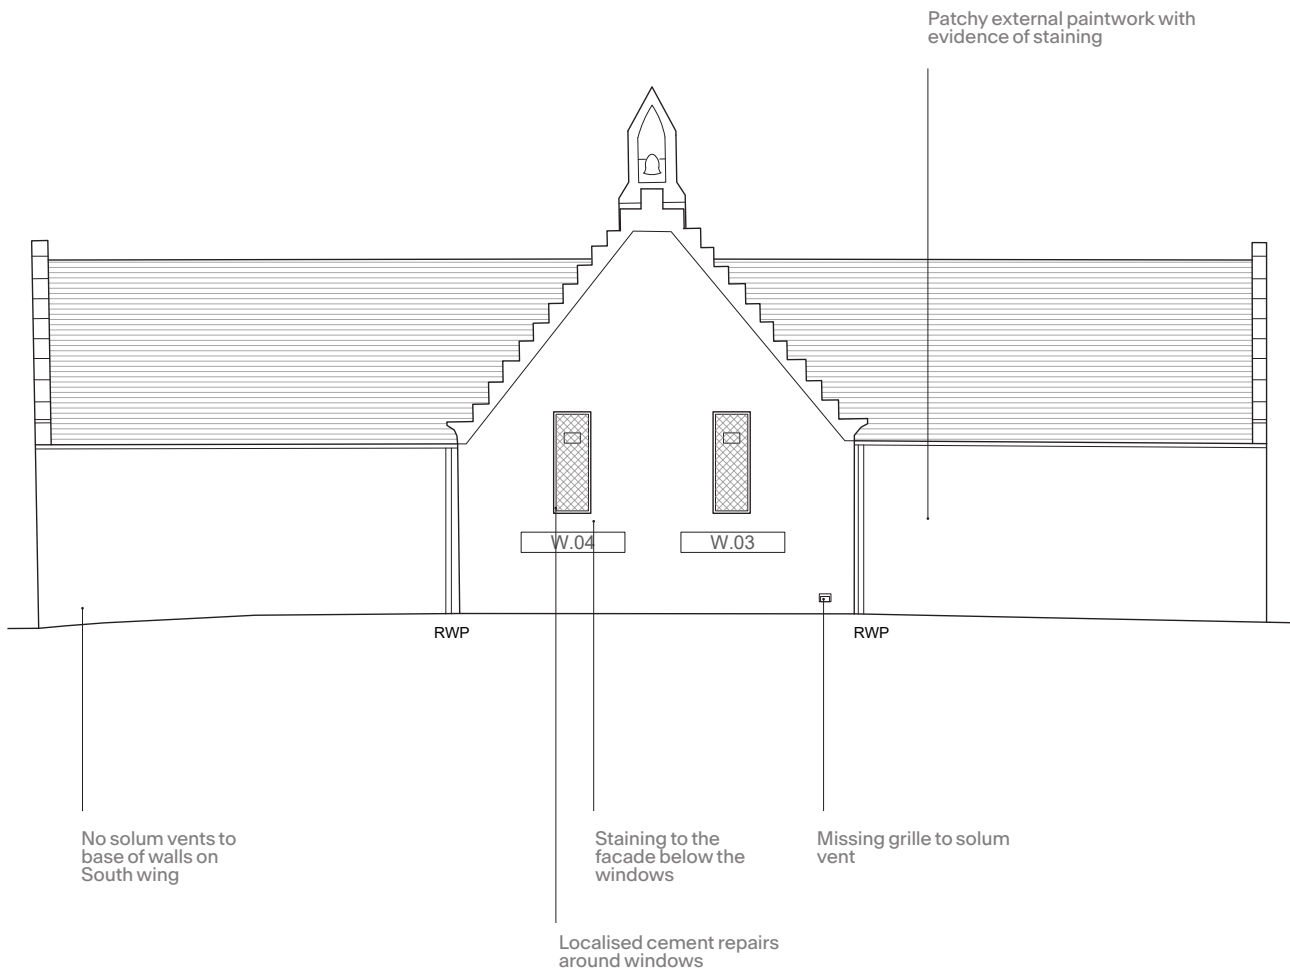 Patchy external paintwork with
evidence of staining
W.04
W.03
RWP
RWP
No solum vents to
base of walls on
South wing
Staining to the
facade below the
windows
Missing grille to solum
vent
Localised cement repairs
around windows